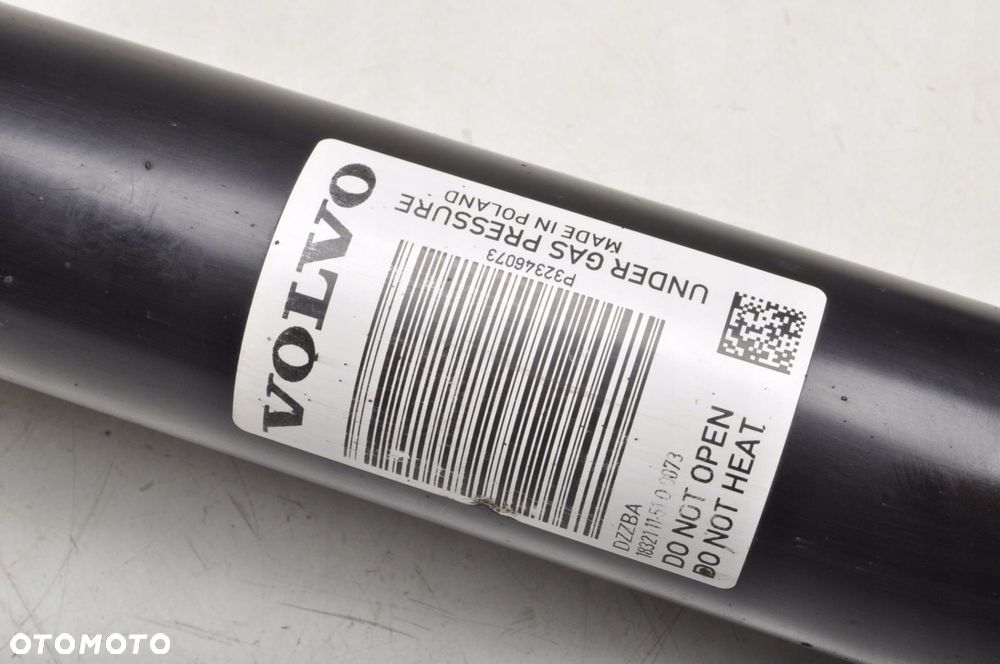 VOLVO
UNDER GAS PRESSURE
MADE IN POLAND
P32346073
DZZBA
DO NOT OPEN
DO NOT HEAT
OTOMOTO